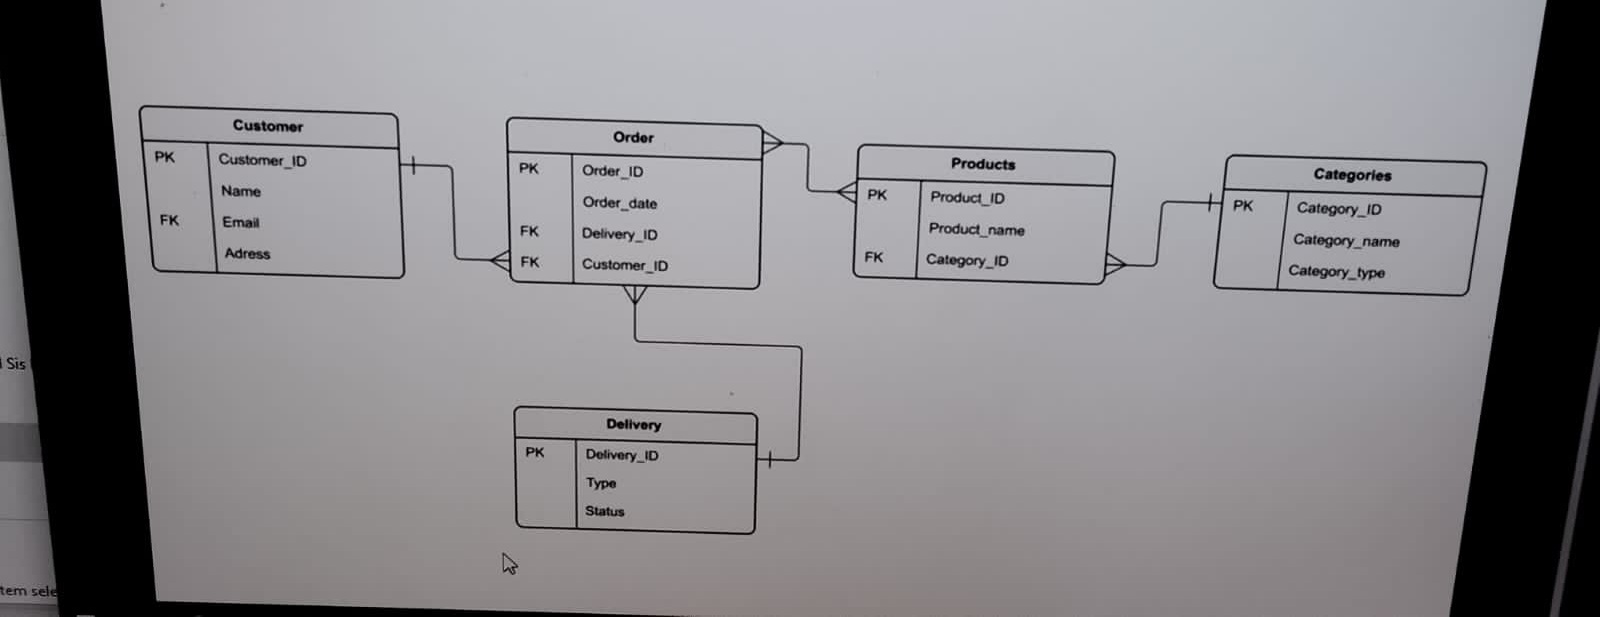 Customer
PK Customer_ID
Name
FK Email
Adress
Order
PK Order_ID
Order_date
FK Delivery_ID
FK Customer_ID
Products
PK Product_ID
Product_name
FK Category_ID
Categories
PK Category_ID
Category_name
Category_type
Delivery
PK Delivery_ID
Type
Status
Sis
tem sele